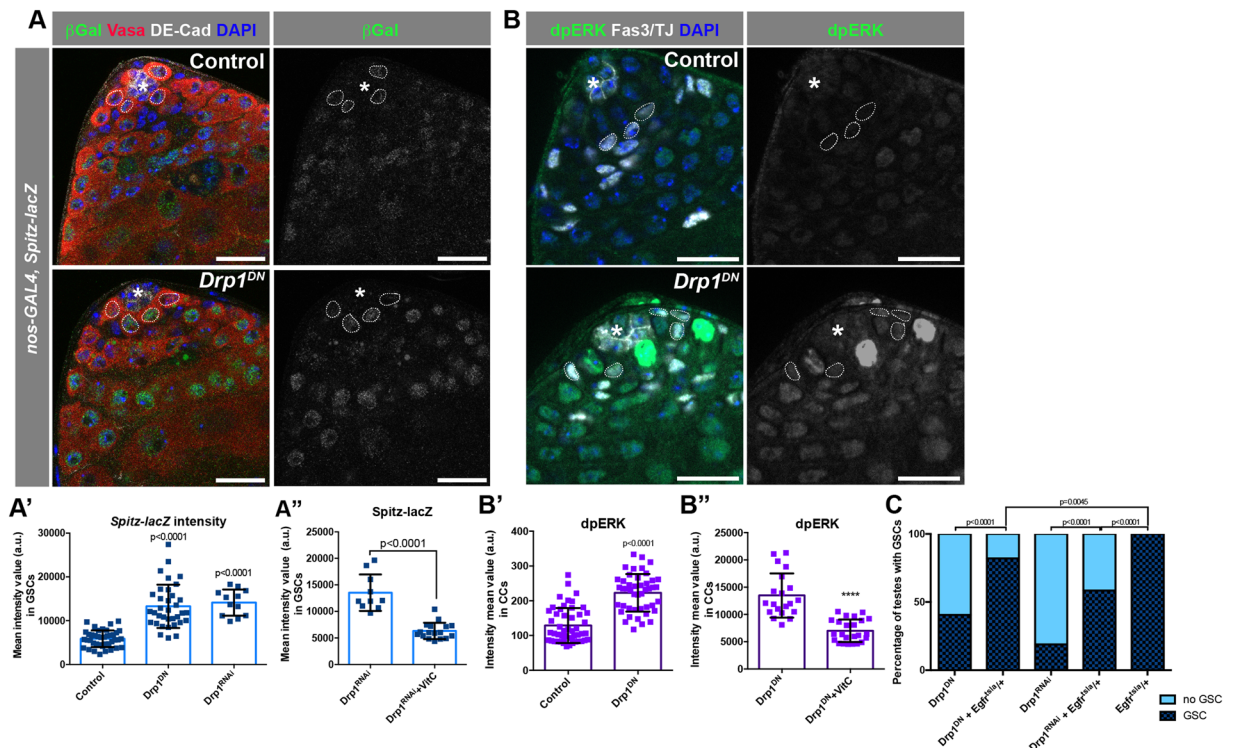 A
βGal Vasa DE-Cad DAPI
βGal
B
dpERK Fas3/TJ DAPI
dpERK
nos-GAL4, Spitz-lacZ
Control
*
*
Control
*
*
Drp1DN
*
*
Drp1DN
*
*
A'
Spitz-lacZ intensity
Mean intensity value (a.u.)
in GSCs
30000
20000
10000
0
p<0.0001
p<0.0001
Control
Drp1DN
Drp1RNAi
A"
Spitz-lacZ
Mean intensity value (a.u.)
in GSCs
25000
20000
15000
10000
5000
0
p<0.0001
Drp1RNAi
Drp1RNAi+VitC
B'
dpERK
Intensity mean value (a.u.)
in CCs
400
300
200
100
0
p<0.0001
Control
Drp1DN
B"
dpERK
Intensity mean value (a.u.)
in CCs
25000
20000
15000
10000
5000
0
****
Drp1DN
Drp1DN+VitC
C
p=0.0045
p<0.0001
p<0.0001
p<0.0001
Percentage of testes with GSCs
100
50
0
Drp1DN
Drp1DN + Egfrtsla/+
Drp1RNAi
Drp1RNAi + Egfrtsla/+
Egfrtsla/+
no GSC
GSC